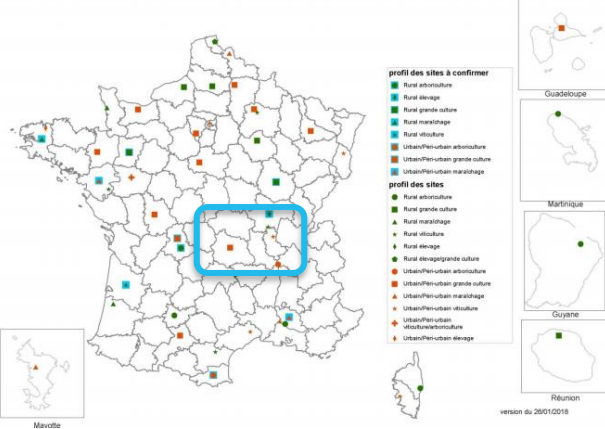 profil des sites à confirmer
Rural arboriculture
Rural élevage
Rural grande culture
Rural maraîchage
Rural viticulture
Urbain/Péri-urbain arboriculture
Urbain/Péri-urbain grande culture
Urbain/Péri-urbain maraîchage
profil des sites
Rural arboriculture
Rural grande culture
Rural maraîchage
Rural viticulture
Rural élevage
Rural élevage/grande culture
Urbain/Péri-urbain arboriculture
Urbain/Péri-urbain grande culture
Urbain/Péri-urbain maraîchage
Urbain/Péri-urbain viticulture
Urbain/Péri-urbain
viticulture/arboriculture
Urbain/Péri-urbain élevage
Guadeloupe
Martinique
Guyane
Réunion
version du 26/01/2018
Mayotte